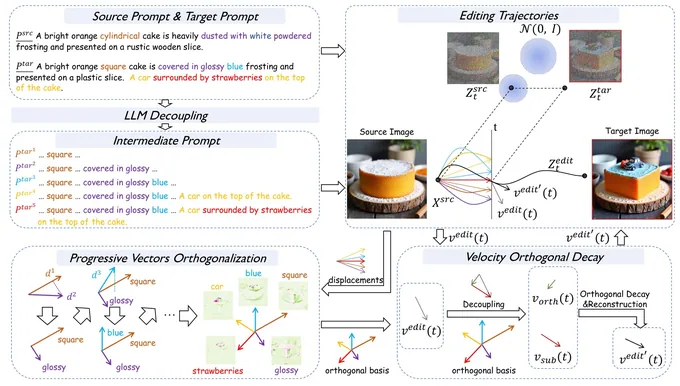 Source Prompt & Target Prompt
P^src A bright orange cylindrical cake is heavily dusted with white powdered
frosting and presented on a rustic wooden slice.
P^tar A bright orange square cake is covered in glossy blue frosting and
presented on a plastic slice. A car surrounded by strawberries on the top
of the cake.
LLM Decoupling
Intermediate Prompt
P^tar¹ ... square ...
P^tar² ... square ... covered in glossy ...
P^tar³ ... square ... covered in glossy blue ...
P^tar⁴ ... square ... covered in glossy blue ... A car on the top of the cake.
P^tar⁵ ... square ... covered in glossy blue ... A car surrounded by strawberries
on the top of the cake.
Editing Trajectories
𝒩(0, I)
Z_t^src
Z_t^tar
Source Image
t
Target Image
Z_t^edit
X^src
v^edit'(t)
v^edit(t)
v^edit(t)
v^edit'(t)
Progressive Vectors Orthogonalization
d¹
square
d²
d³
square
glossy
square
glossy
blue
square
glossy
...
car
blue
square
strawberries
glossy
displacements
orthogonal basis
Velocity Orthogonal Decay
v^edit(t)
Decoupling
orthogonal basis
v_orth(t)
v_sub(t)
Orthogonal Decay
&Reconstruction
v^edit'(t)